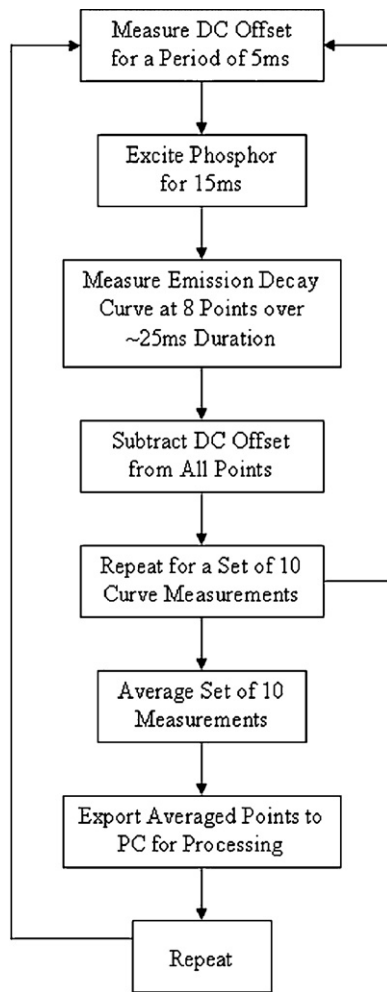 Measure DC Offset
for a Period of 5ms
Excite Phosphor
for 15ms
Measure Emission Decay
Curve at 8 Points over
~25ms Duration
Subtract DC Offset
from All Points
Repeat for a Set of 10
Curve Measurements
Average Set of 10
Measurements
Export Averaged Points to
PC for Processing
Repeat